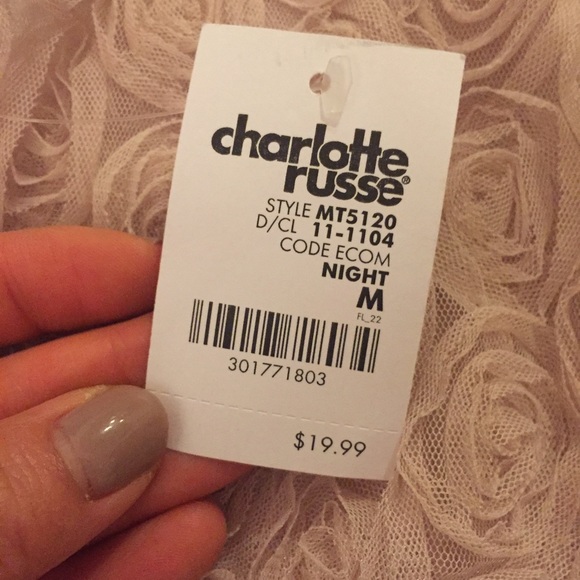 charlotte
russe®
STYLE MT5120
D/CL 11-1104
CODE ECOM
NIGHT
M
FL_22
301771803
$19.99